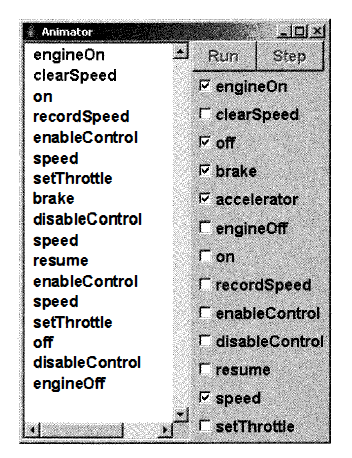 Animator
engineOn
clearSpeed
on
recordSpeed
enableControl
speed
setThrottle
brake
disableControl
speed
resume
enableControl
speed
setThrottle
off
disableControl
engineOff
Run Step
engineOn
clearSpeed
off
brake
accelerator
engineOff
on
recordSpeed
enableControl
disableControl
resume
speed
setThrottle